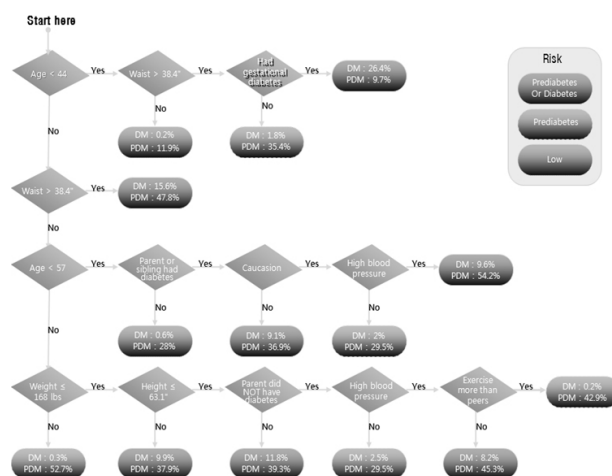 Start here
Age < 44
Yes
Waist > 38.4"
Yes
Had
gestational
diabetes
Yes
DM : 26.4%
PDM : 9.7%
No
No
No
DM : 0.2%
PDM : 11.9%
DM : 1.8%
PDM : 35.4%
Risk
Prediabetes
Or Diabetes
Prediabetes
Low
Waist > 38.4"
Yes
DM : 15.6%
PDM : 47.8%
No
Age < 57
Yes
Parent or
sibling had
diabetes
Yes
Caucasion
Yes
High blood
pressure
Yes
DM : 9.6%
PDM : 54.2%
No
No
No
No
DM : 0.6%
PDM : 28%
DM : 9.1%
PDM : 36.9%
DM : 2%
PDM : 29.5%
Weight ≤
168 lbs
Yes
Height ≤
63.1"
Yes
Parent did
NOT have
diabetes
Yes
High blood
pressure
Yes
Exercise
more than
peers
Yes
DM : 0.2%
PDM : 42.9%
No
No
No
No
No
DM : 0.3%
PDM : 52.7%
DM : 9.9%
PDM : 37.9%
DM : 11.8%
PDM : 39.3%
DM : 2.5%
PDM : 29.5%
DM : 8.2%
PDM : 45.3%